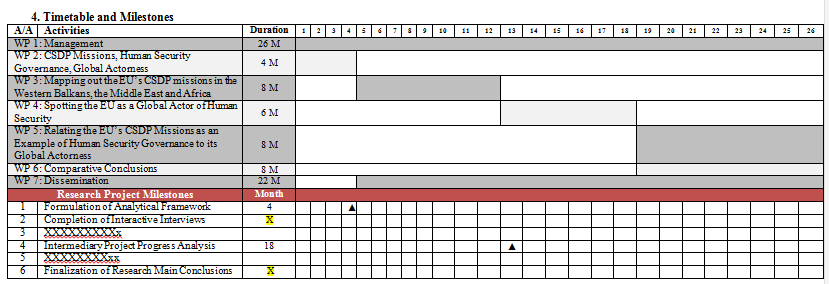 4. Timetable and Milestones
A/A Activities Duration 1 2 3 4 5 6 7 8 9 10 11 12 13 14 15 16 17 18 19 20 21 22 23 24 25 26
WP 1: Management 26 M
WP 2: CSDP Missions, Human Security
Governance, Global Actorness 4 M
WP 3: Mapping out the EU's CSDP missions in the
Western Balkans, the Middle East and Africa 8 M
WP 4: Spotting the EU as a Global Actor of Human
Security 6 M
WP 5: Relating the EU's CSDP Missions as an
Example of Human Security Governance to its 8 M
Global Actorness
WP 6: Comparative Conclusions 8 M
WP 7: Dissemination 22 M
Research Project Milestones Month
1 Formulation of Analytical Framework 4
2 Completion of Interactive Interviews X
3 XXXXXXXXXx
4 Intermediary Project Progress Analysis 18
5 XXXXXXXXxx
6 Finalization of Research Main Conclusions X